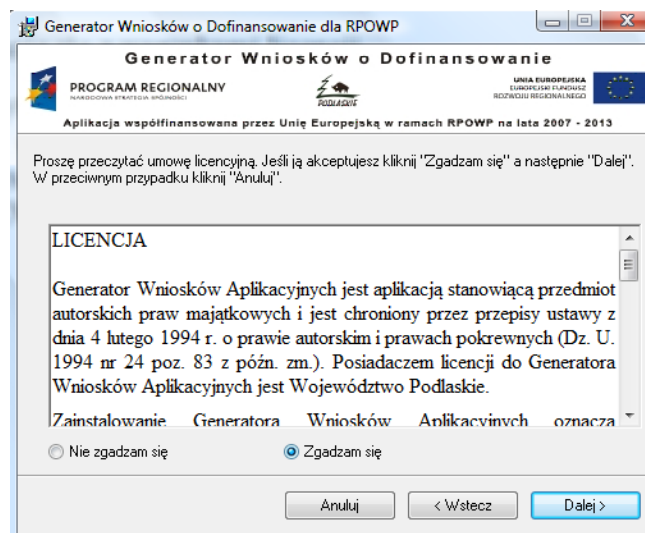 Generator Wniosków o Dofinansowanie dla RPOWP
Generator Wniosków o Dofinansowanie
PROGRAM REGIONALNY
NARODOWA STRATEGIA SPÓJNOŚCI
PODLASKIE
UNIA EUROPEJSKA
EUROPEJSKI FUNDUSZ
ROZWOJU REGIONALNEGO
Aplikacja współfinansowana przez Unię Europejską w ramach RPOWP na lata 2007 - 2013
Proszę przeczytać umowę licencyjną. Jeśli ją akceptujesz kliknij "Zgadzam się" a następnie "Dalej".
W przeciwnym przypadku kliknij "Anuluj".
LICENCJA
Generator Wniosków Aplikacyjnych jest aplikacją stanowiącą przedmiot
autorskich praw majątkowych i jest chroniony przez przepisy ustawy z
dnia 4 lutego 1994 r. o prawie autorskim i prawach pokrewnych (Dz. U.
1994 nr 24 poz. 83 z późn. zm.). Posiadaczem licencji do Generatora
Wniosków Aplikacyjnych jest Województwo Podlaskie.
Zainstalowanie Generatora Wniosków Aplikacyjnych oznacza
Nie zgadzam się
Zgadzam się
Anuluj
< Wstecz
Dalej >